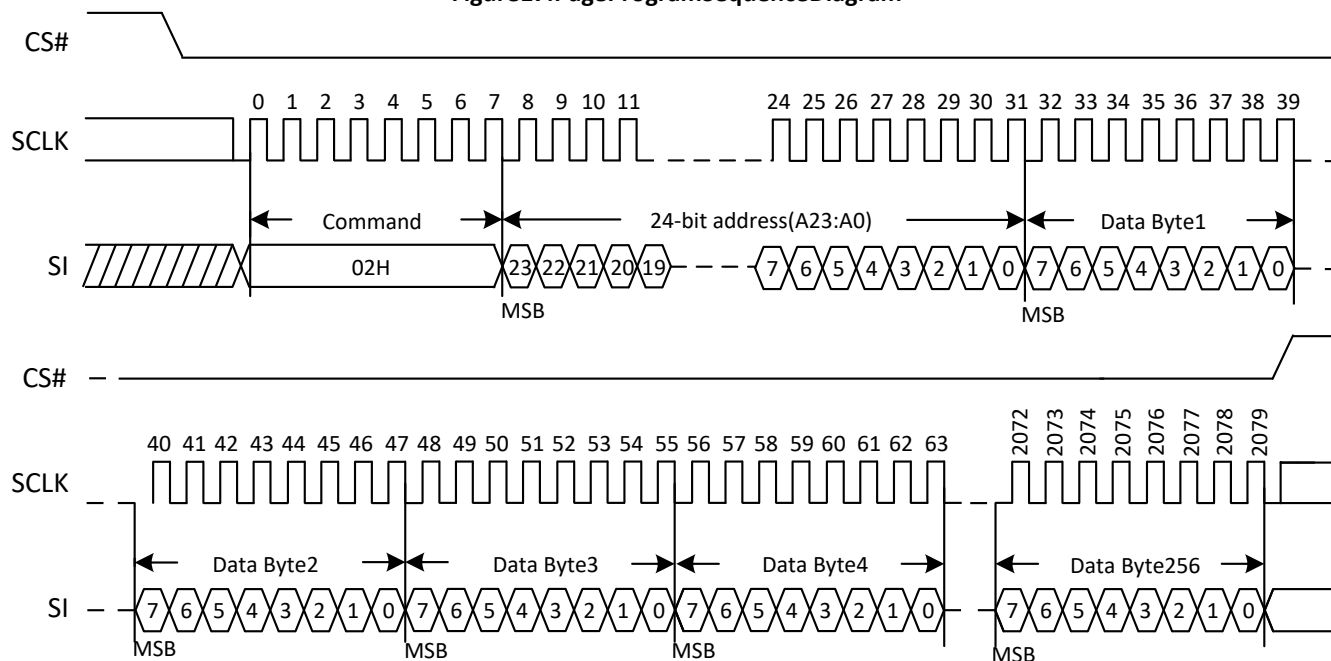 CS#
0 1 2 3 4 5 6 7 8 9 10 11 24 25 26 27 28 29 30 31 32 33 34 35 36 37 38 39
SCLK
Command 24-bit address(A23:A0) Data Byte1
SI 02H 23 22 21 20 19 7 6 5 4 3 2 1 0 7 6 5 4 3 2 1 0
MSB MSB
CS#
40 41 42 43 44 45 46 47 48 49 50 51 52 53 54 55 56 57 58 59 60 61 62 63 2072 2073 2074 2075 2076 2077 2078 2079
SCLK
Data Byte2 Data Byte3 Data Byte4 Data Byte256
SI 7 6 5 4 3 2 1 0 7 6 5 4 3 2 1 0 7 6 5 4 3 2 1 0 7 6 5 4 3 2 1 0
MSB MSB MSB MSB